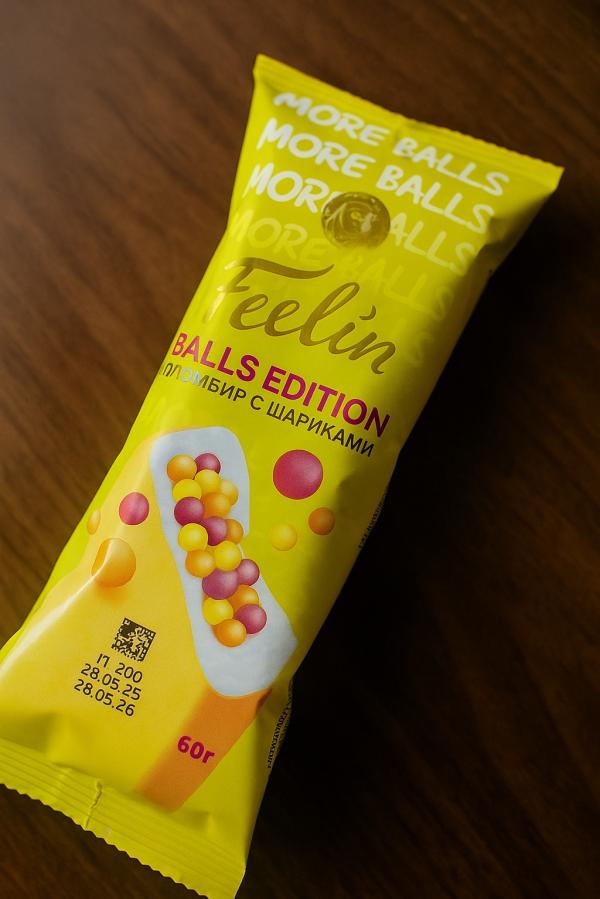 MORE BALLS
MORE BALLS
MORE BALLS
MORE BALLS
Feelin
BALLS EDITION
ПЛОМБИР С ШАРИКАМИ
П 200
28.05.25
28.05.26
60г